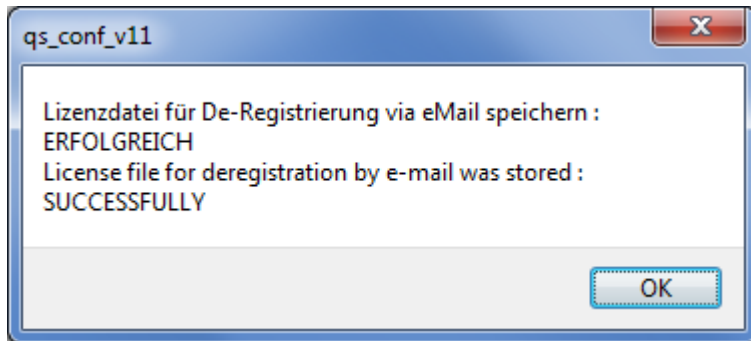 qs_conf_v11
Lizenzdatei für De-Registrierung via eMail speichern :
ERFOLGREICH
License file for deregistration by e-mail was stored :
SUCCESSFULLY
OK